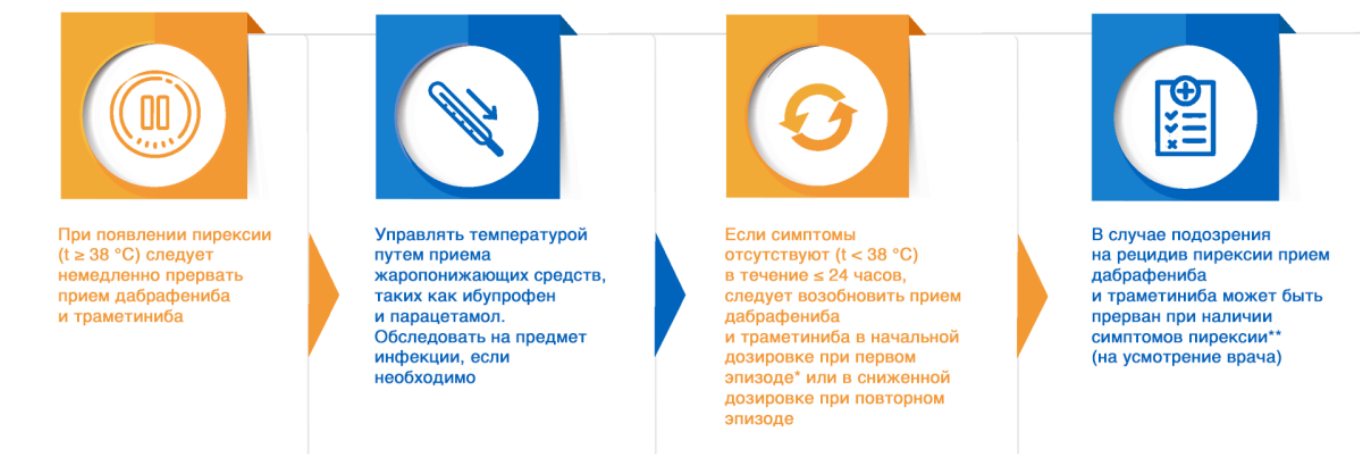 При появлении пирексии
(t ≥ 38 °C) следует
немедленно прервать
прием дабрафениба
и траметиниба
Управлять температурой
путем приема
жаропонижающих средств,
таких как ибупрофен
и парацетамол.
Обследовать на предмет
инфекции, если
необходимо
Если симптомы
отсутствуют (t < 38 °C)
в течение ≤ 24 часов,
следует возобновить прием
дабрафениба
и траметиниба в начальной
дозировке при первом
эпизоде* или в сниженной
дозировке при повторном
эпизоде
В случае подозрения
на рецидив пирексии прием
дабрафениба
и траметиниба может быть
прерван при наличии
симптомов пирексии**
(на усмотрение врача)